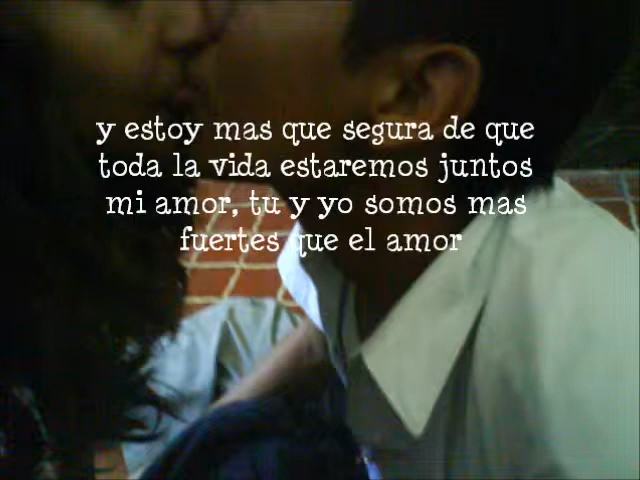 y estoy mas que segura de que
toda la vida estaremos juntos
mi amor, tu y yo somos mas
fuertes que el amor